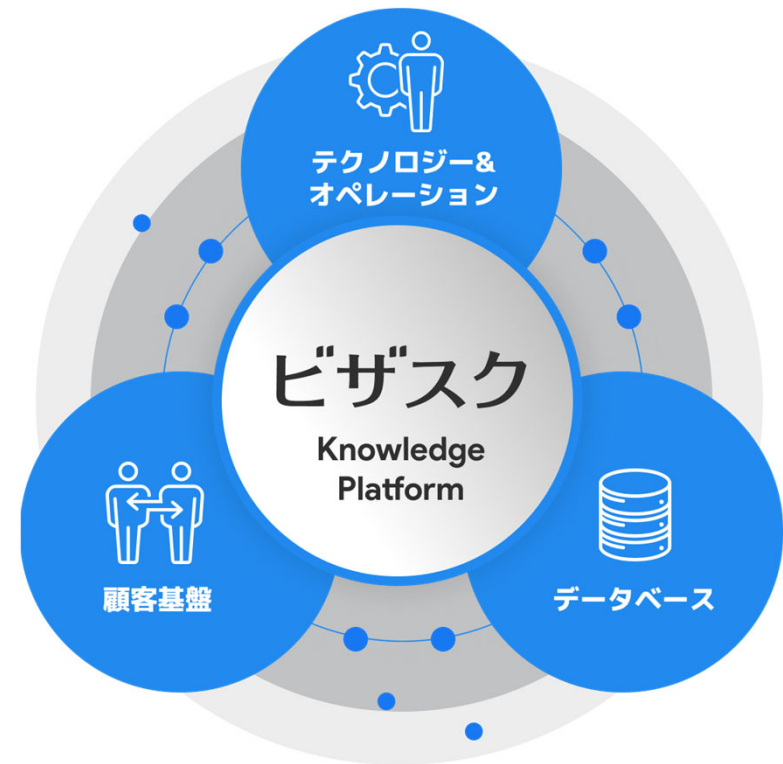 テクノロジー&
オペレーション
ビザスク
Knowledge
Platform
顧客基盤
データベース